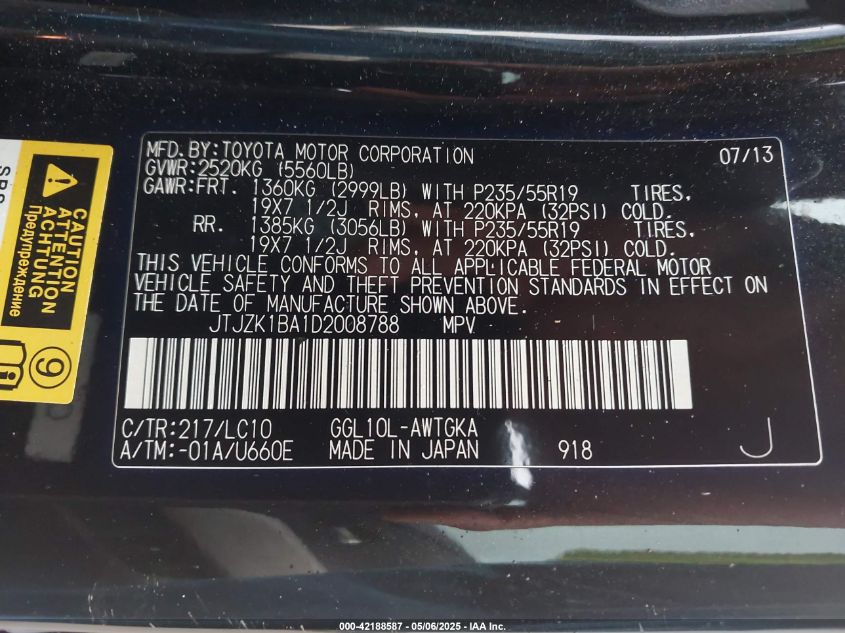 MFD.BY:TOYOTA MOTOR CORPORATION 07/13
GVWR:2520KG (5560LB)
GAWR:FRT. 1360KG (2999LB) WITH P235/55R19 TIRES,
19X7 1/2J RIMS, AT 220KPA (32PSI) COLD.
RR. 1385KG (3056LB) WITH P235/55R19 TIRES,
19X7 1/2J RIMS, AT 220KPA (32PSI) COLD.
THIS VEHICLE CONFORMS TO ALL APPLICABLE FEDERAL MOTOR
VEHICLE SAFETY AND THEFT PREVENTION STANDARDS IN EFFECT ON
THE DATE OF MANUFACTURE SHOWN ABOVE.
JTJZK1BA1D2008788 MPV
C/TR:217/LC10 GGL10L-AWTGKA
A/TM:-01A/U660E MADE IN JAPAN 918 J
CAUTION
ATTENTION
ACHTUNG
Предупреждение
9
000-42188587 - 05/06/2025 - IAA Inc.